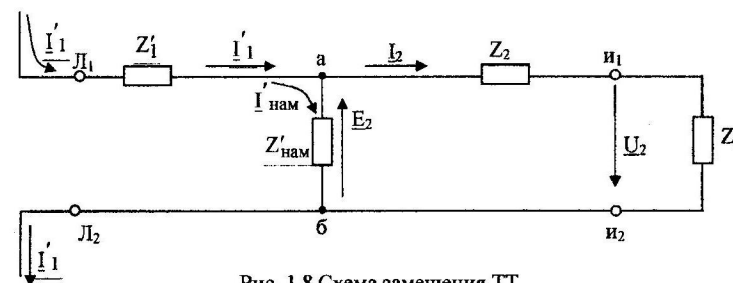 I'1
Л1
Z'1
I'1
а
I2
Z2
и1
I'нам
E2
Z'нам
U2
Z
Л2
б
и2
I'1
Рис. 1.8 Схема замещения ТТ